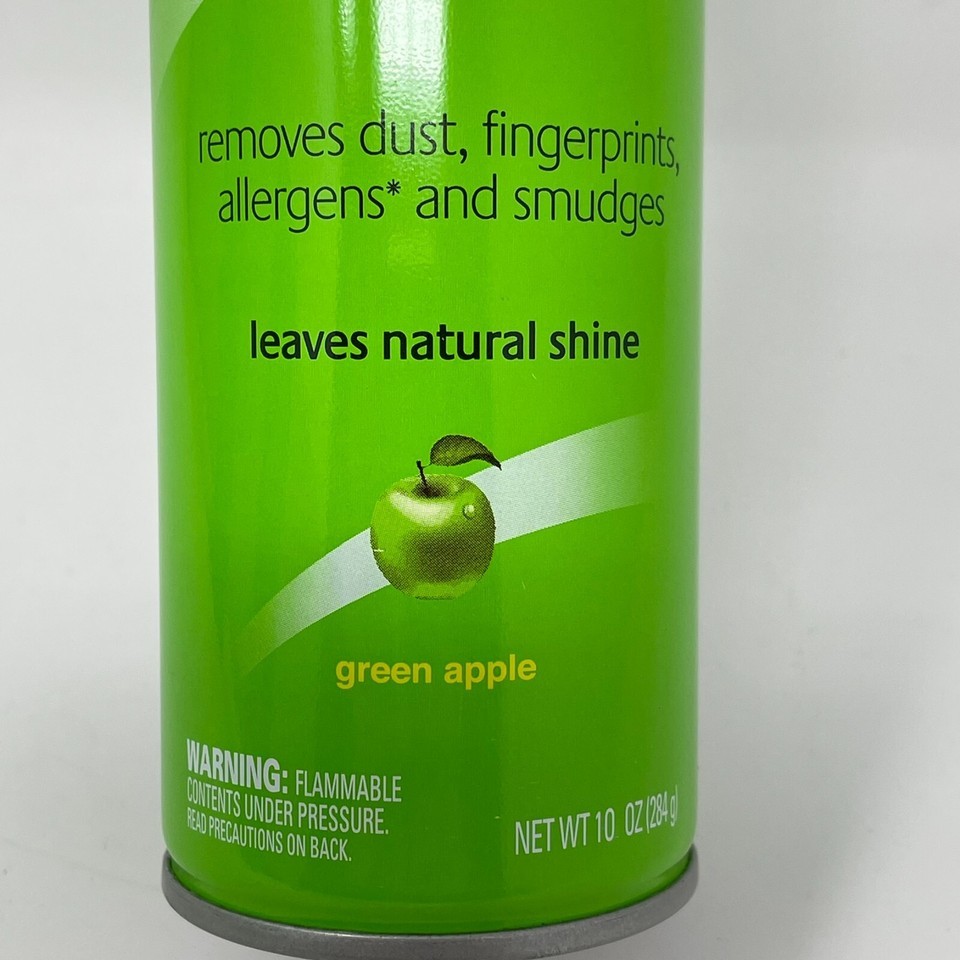 removes dust, fingerprints,
allergens* and smudges
leaves natural shine
green apple
WARNING: FLAMMABLE
CONTENTS UNDER PRESSURE.
READ PRECAUTIONS ON BACK.
NET WT 10 OZ (284 g)